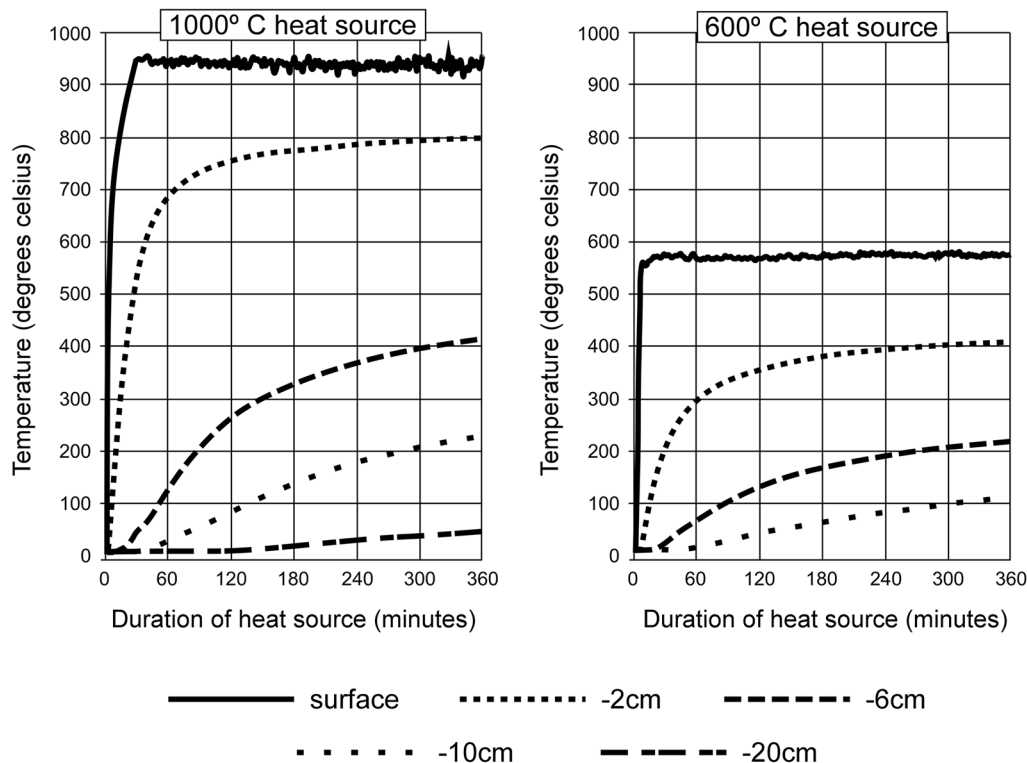 1000º C heat source
1000
900
800
700
600
500
400
300
200
100
0
Temperature (degrees celsius)
0 60 120 180 240 300 360
Duration of heat source (minutes)
600º C heat source
1000
900
800
700
600
500
400
300
200
100
0
Temperature (degrees celsius)
0 60 120 180 240 300 360
Duration of heat source (minutes)
surface -2cm -6cm
-10cm -20cm